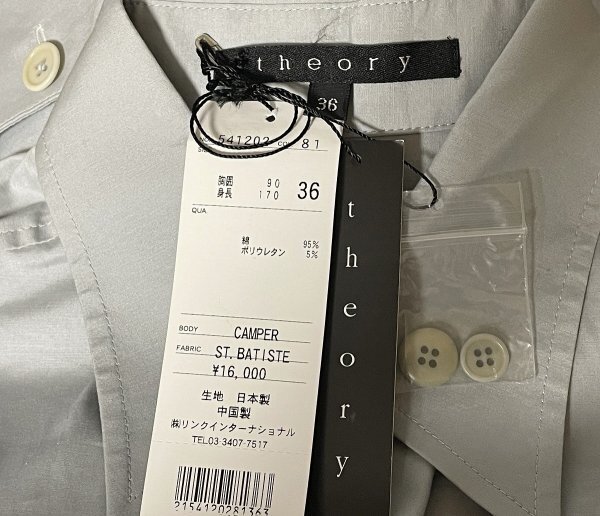 theory
36
541202 81
胸囲 90
身長 170 36
QUA.
綿 95%
ポリウレタン 5%
BODY CAMPER
FABRIC ST. BATISTE
¥16,000
生地 日本製
中国製
㈱リンクインターナショナル
TEL03-3407-7517
2154120281363
theory